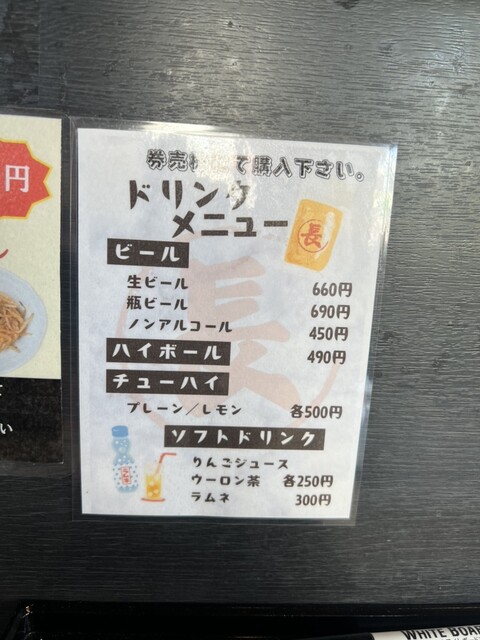 円
い
券売機にて購入下さい。
ドリンク
メニュー
長
ビール
生ビール 660円
瓶ビール 690円
ノンアルコール 450円
ハイボール 490円
チューハイ
プレーン／レモン 各500円
ソフトドリンク
りんごジュース
ウーロン茶 各250円
ラムネ 300円
WHITE BOAR